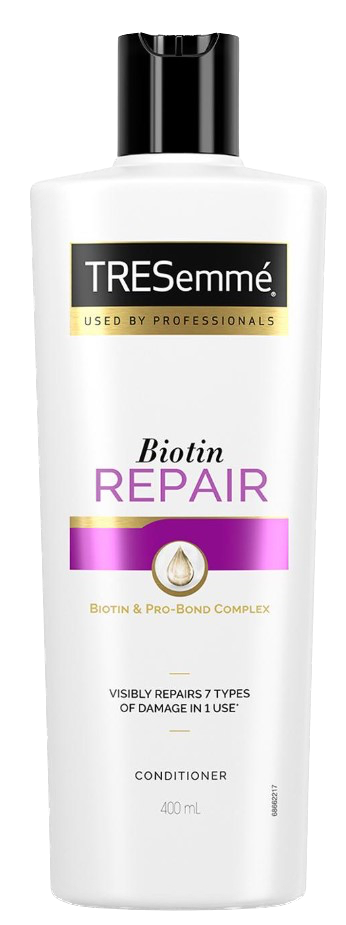 TRESemmé®
USED BY PROFESSIONALS
Biotin
REPAIR
BIOTIN & PRO-BOND COMPLEX
VISIBLY REPAIRS 7 TYPES
OF DAMAGE IN 1 USE*
CONDITIONER
400 mL
68662217